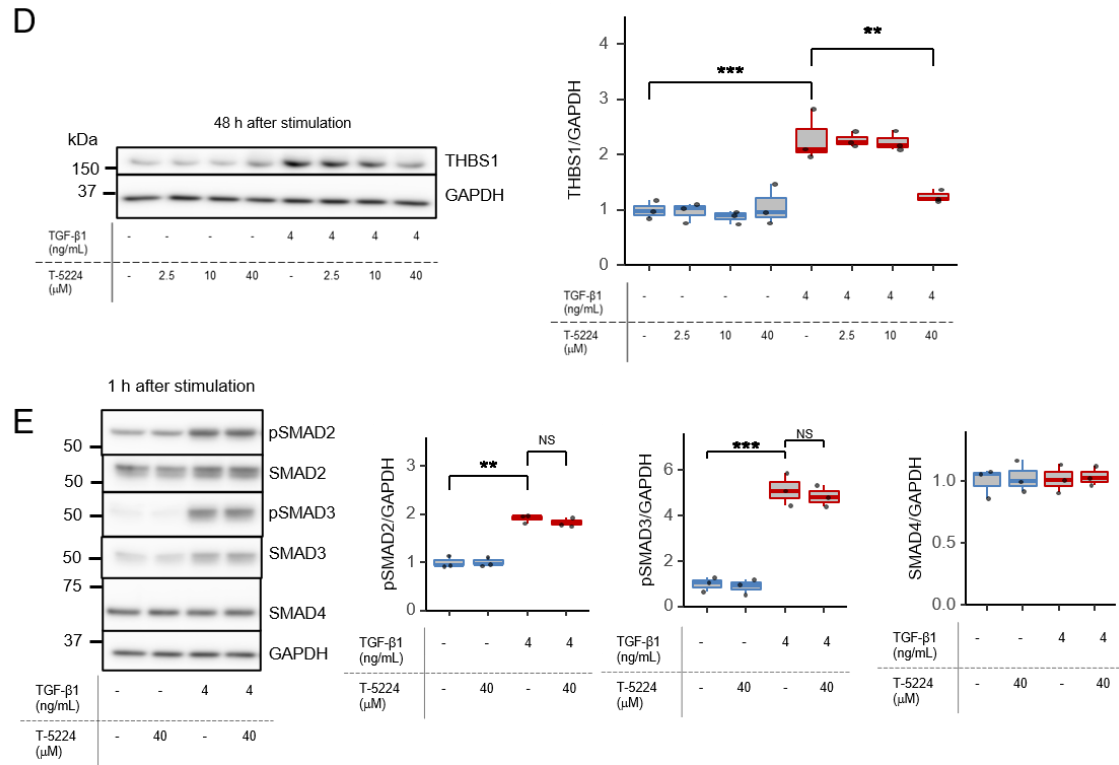 D
48 h after stimulation
kDa
150
37
THBS1
GAPDH
TGF-β1
(ng/mL)
- - - - 4 4 4 4
T-5224
(μM)
- 2.5 10 40 - 2.5 10 40
THBS1/GAPDH
4
3
2
1
0
***
**
TGF-β1
(ng/mL)
- - - - 4 4 4 4
T-5224
(μM)
- 2.5 10 40 - 2.5 10 40
E
1 h after stimulation
50
50
50
75
37
pSMAD2
SMAD2
pSMAD3
SMAD3
SMAD4
GAPDH
TGF-β1
(ng/mL)
- - 4 4
T-5224
(μM)
- 40 - 40
pSMAD2/GAPDH
3
2
1
0
**
NS
TGF-β1
(ng/mL)
- - 4 4
T-5224
(μM)
- 40 - 40
pSMAD3/GAPDH
6
4
2
0
***
NS
TGF-β1
(ng/mL)
- - 4 4
T-5224
(μM)
- 40 - 40
SMAD4/GAPDH
1.0
0.5
0.0
TGF-β1
(ng/mL)
- - 4 4
T-5224
(μM)
- 40 - 40